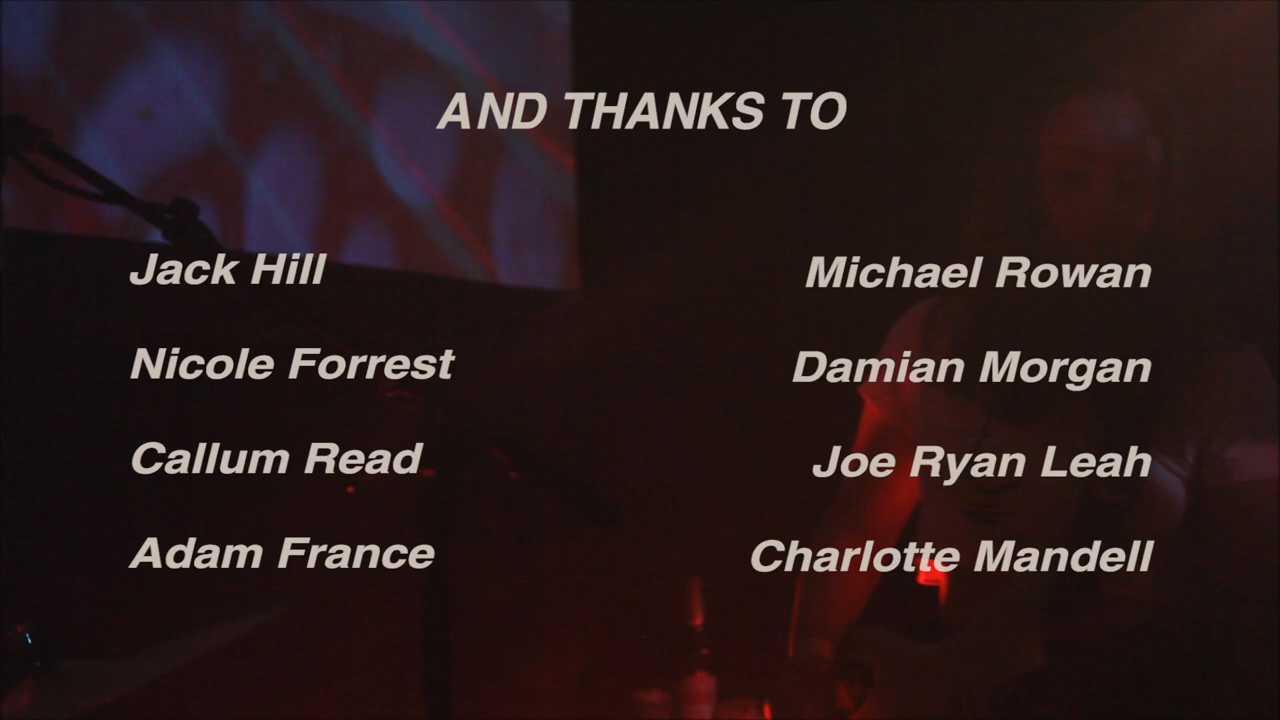 AND THANKS TO
Jack Hill
Nicole Forrest
Callum Read
Adam France
Michael Rowan
Damian Morgan
Joe Ryan Leah
Charlotte Mandell